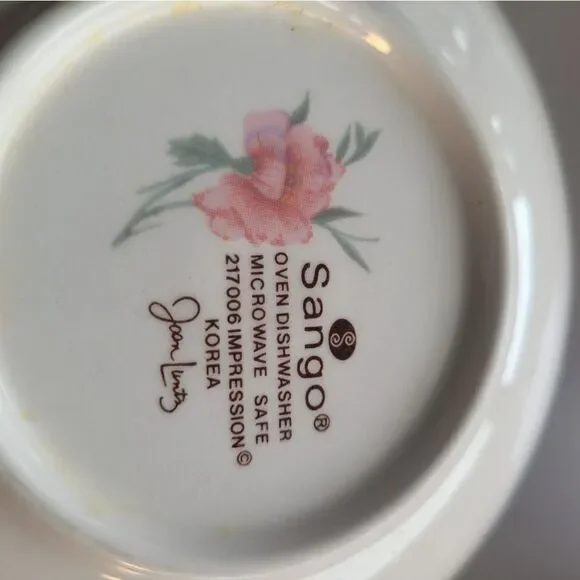 Sango®
OVEN DISHWASHER
MICROWAVE SAFE
217006 IMPRESSION©
KOREA
Joan Luntz